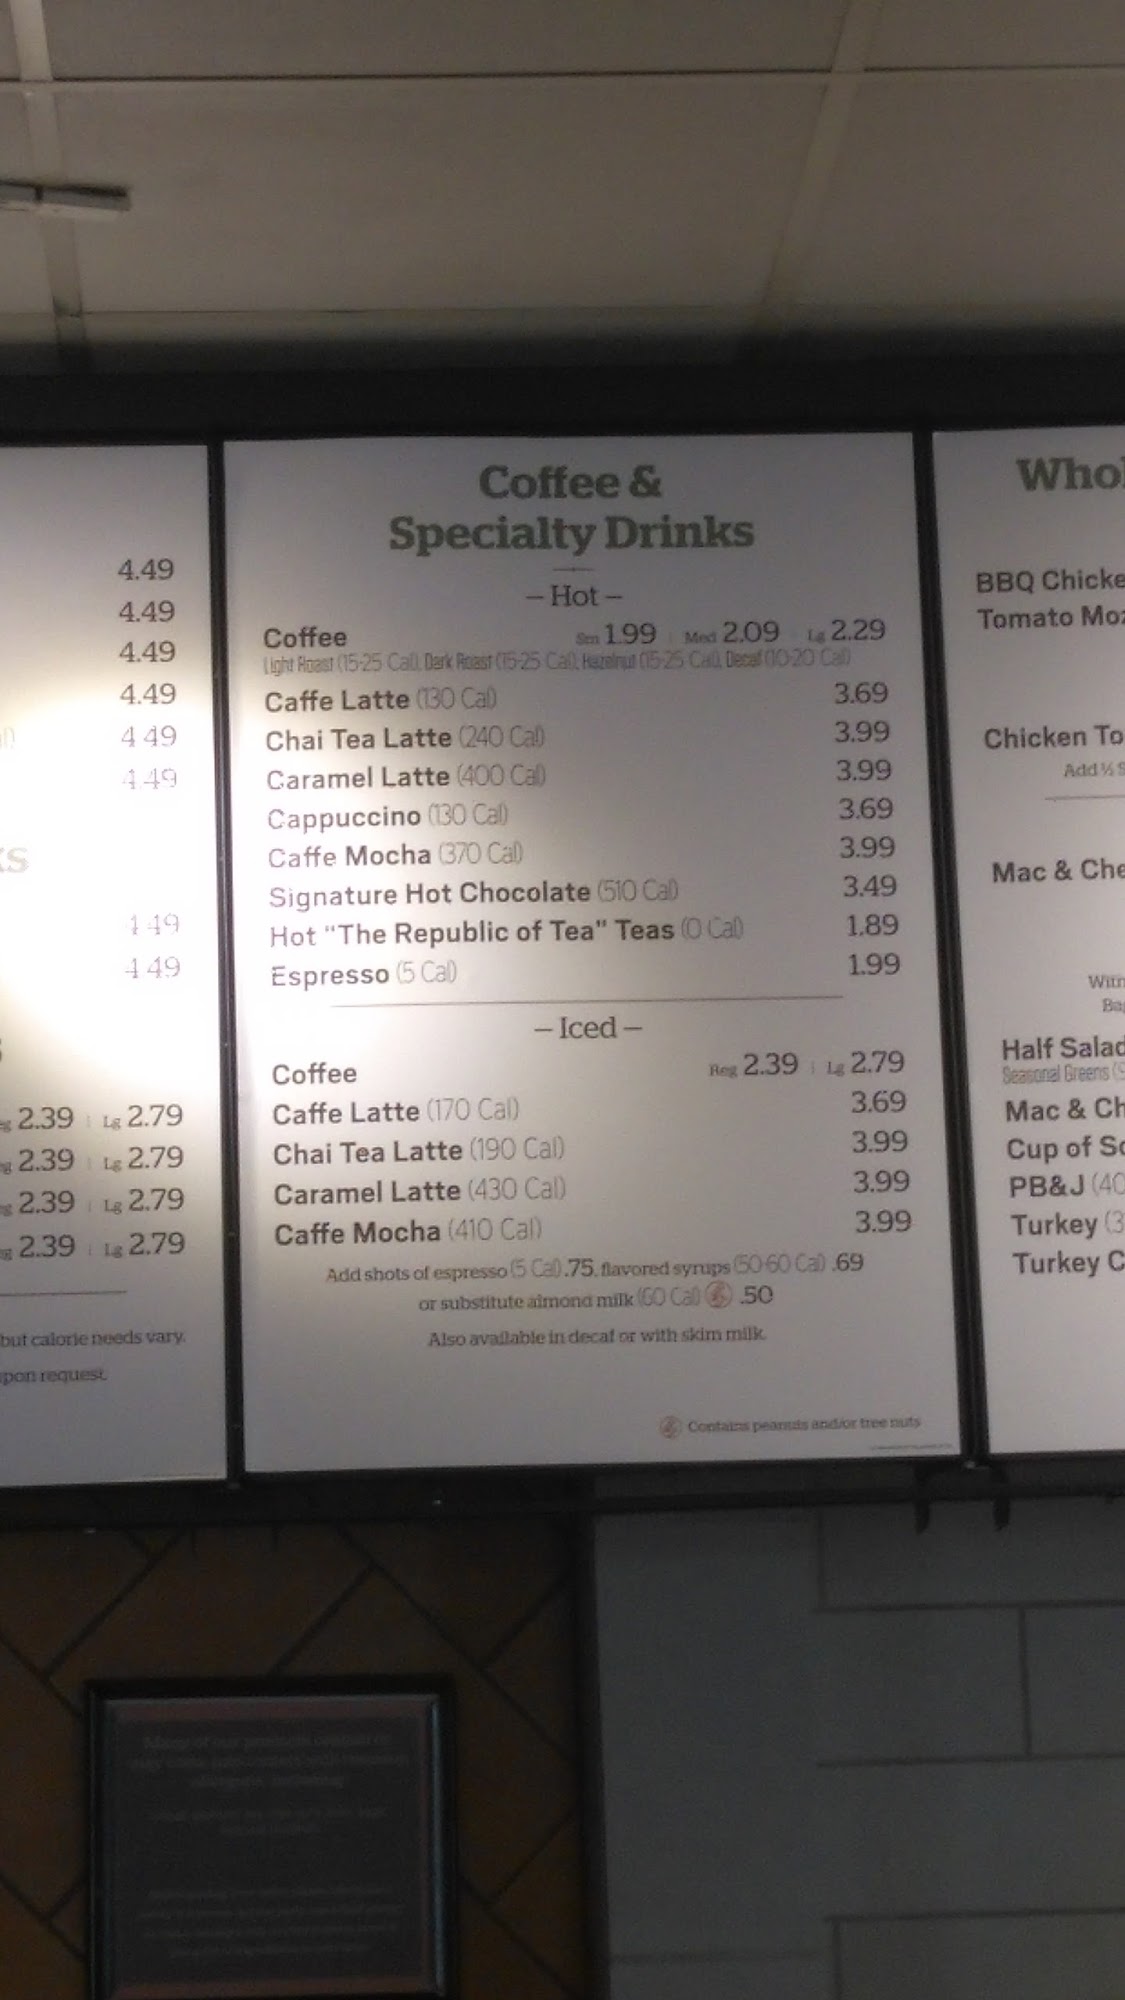 4.49
4.49
4.49
4.49
4.49
4.49
ks
4.49
4.49
2.39 Lg 2.79
2.39 Lg 2.79
2.39 Lg 2.79
2.39 Lg 2.79
but calorie needs vary.
upon request.
Coffee &
Specialty Drinks
– Hot –
Coffee Sm 1.99 | Med 2.09 Lg 2.29
Light Roast (15-25 Cal), Dark Roast (15-25 Cal), Hazelnut (15-25 Cal), Decaf (10-20 Cal)
Caffe Latte (130 Cal) 3.69
Chai Tea Latte (240 Cal) 3.99
Caramel Latte (400 Cal) 3.99
Cappuccino (130 Cal) 3.69
Caffe Mocha (370 Cal) 3.99
Signature Hot Chocolate (510 Cal) 3.49
Hot "The Republic of Tea" Teas (0 Cal) 1.89
Espresso (5 Cal) 1.99
– Iced –
Coffee Reg 2.39 | Lg 2.79
Caffe Latte (170 Cal) 3.69
Chai Tea Latte (190 Cal) 3.99
Caramel Latte (430 Cal) 3.99
Caffe Mocha (410 Cal) 3.99
Add shots of espresso (5 Cal) .75, flavored syrups (50-60 Cal) .69
or substitute almond milk (60 Cal) .50
Also available in decaf or with skim milk.
Contains peanuts and/or tree nuts
Whol
BBQ Chicke
Tomato Moz
Chicken To
Add ½ S
Mac & Che
With
Ba
Half Salad
Seasonal Greens (
Mac & Ch
Cup of So
PB&J (40
Turkey (3
Turkey C